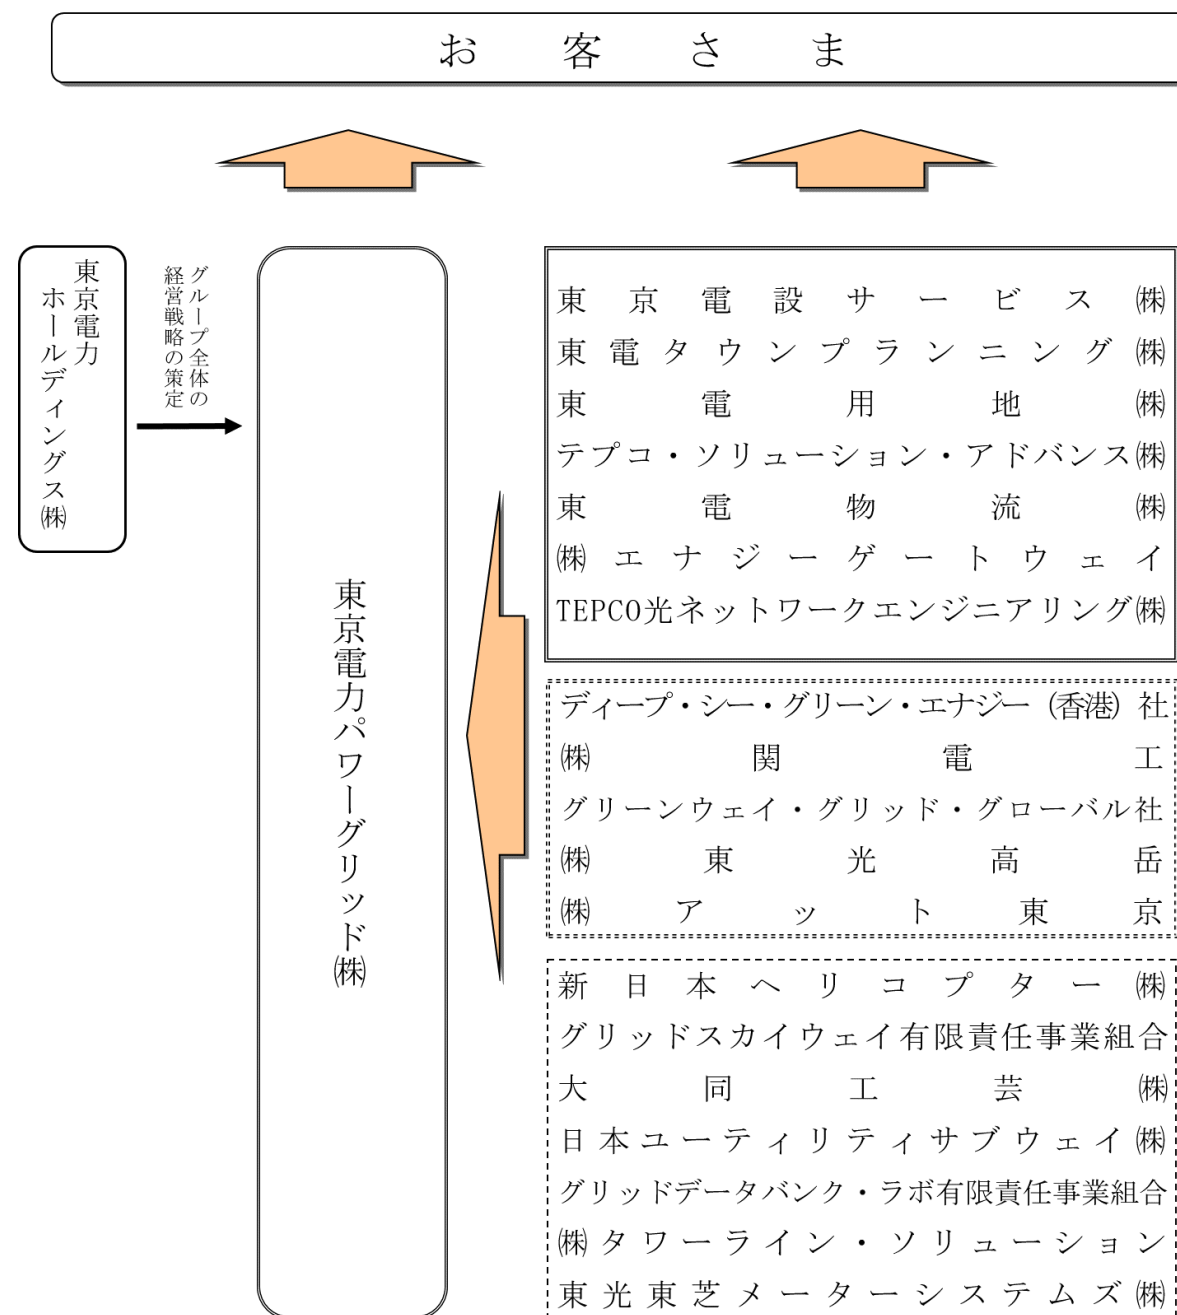 お客さま
東京電力
ホールディングス㈱
グループ全体の
経営戦略の策定
東京電力パワーグリッド㈱
東京電設サービス㈱
東電タウンプランニング㈱
東電用地㈱
テプコ・ソリューション・アドバンス㈱
東電物流㈱
㈱エナジーゲートウェイ
TEPCO光ネットワークエンジニアリング㈱
ディープ・シー・グリーン・エナジー(香港)社
㈱関電工
グリーンウェイ・グリッド・グローバル社
㈱東光高岳
㈱アット東京
新日本ヘリコプター㈱
グリッドスカイウェイ有限責任事業組合
大同工芸㈱
日本ユーティリティサブウェイ㈱
グリッドデータバンク・ラボ有限責任事業組合
㈱タワーライン・ソリューション
東光東芝メーターシステムズ㈱